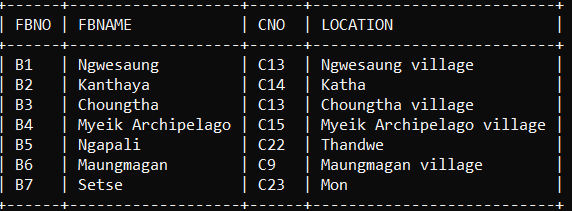 | FBNO | FBNAME | CNO | LOCATION |
| B1 | Ngwesaung | C13 | Ngwesaung village |
| B2 | Kanthaya | C14 | Katha |
| B3 | Choungtha | C13 | Choungtha village |
| B4 | Myeik Archipelago | C15 | Myeik Archipelago village |
| B5 | Ngapali | C22 | Thandwe |
| B6 | Maungmagan | C9 | Maungmagan village |
| B7 | Setse | C23 | Mon |